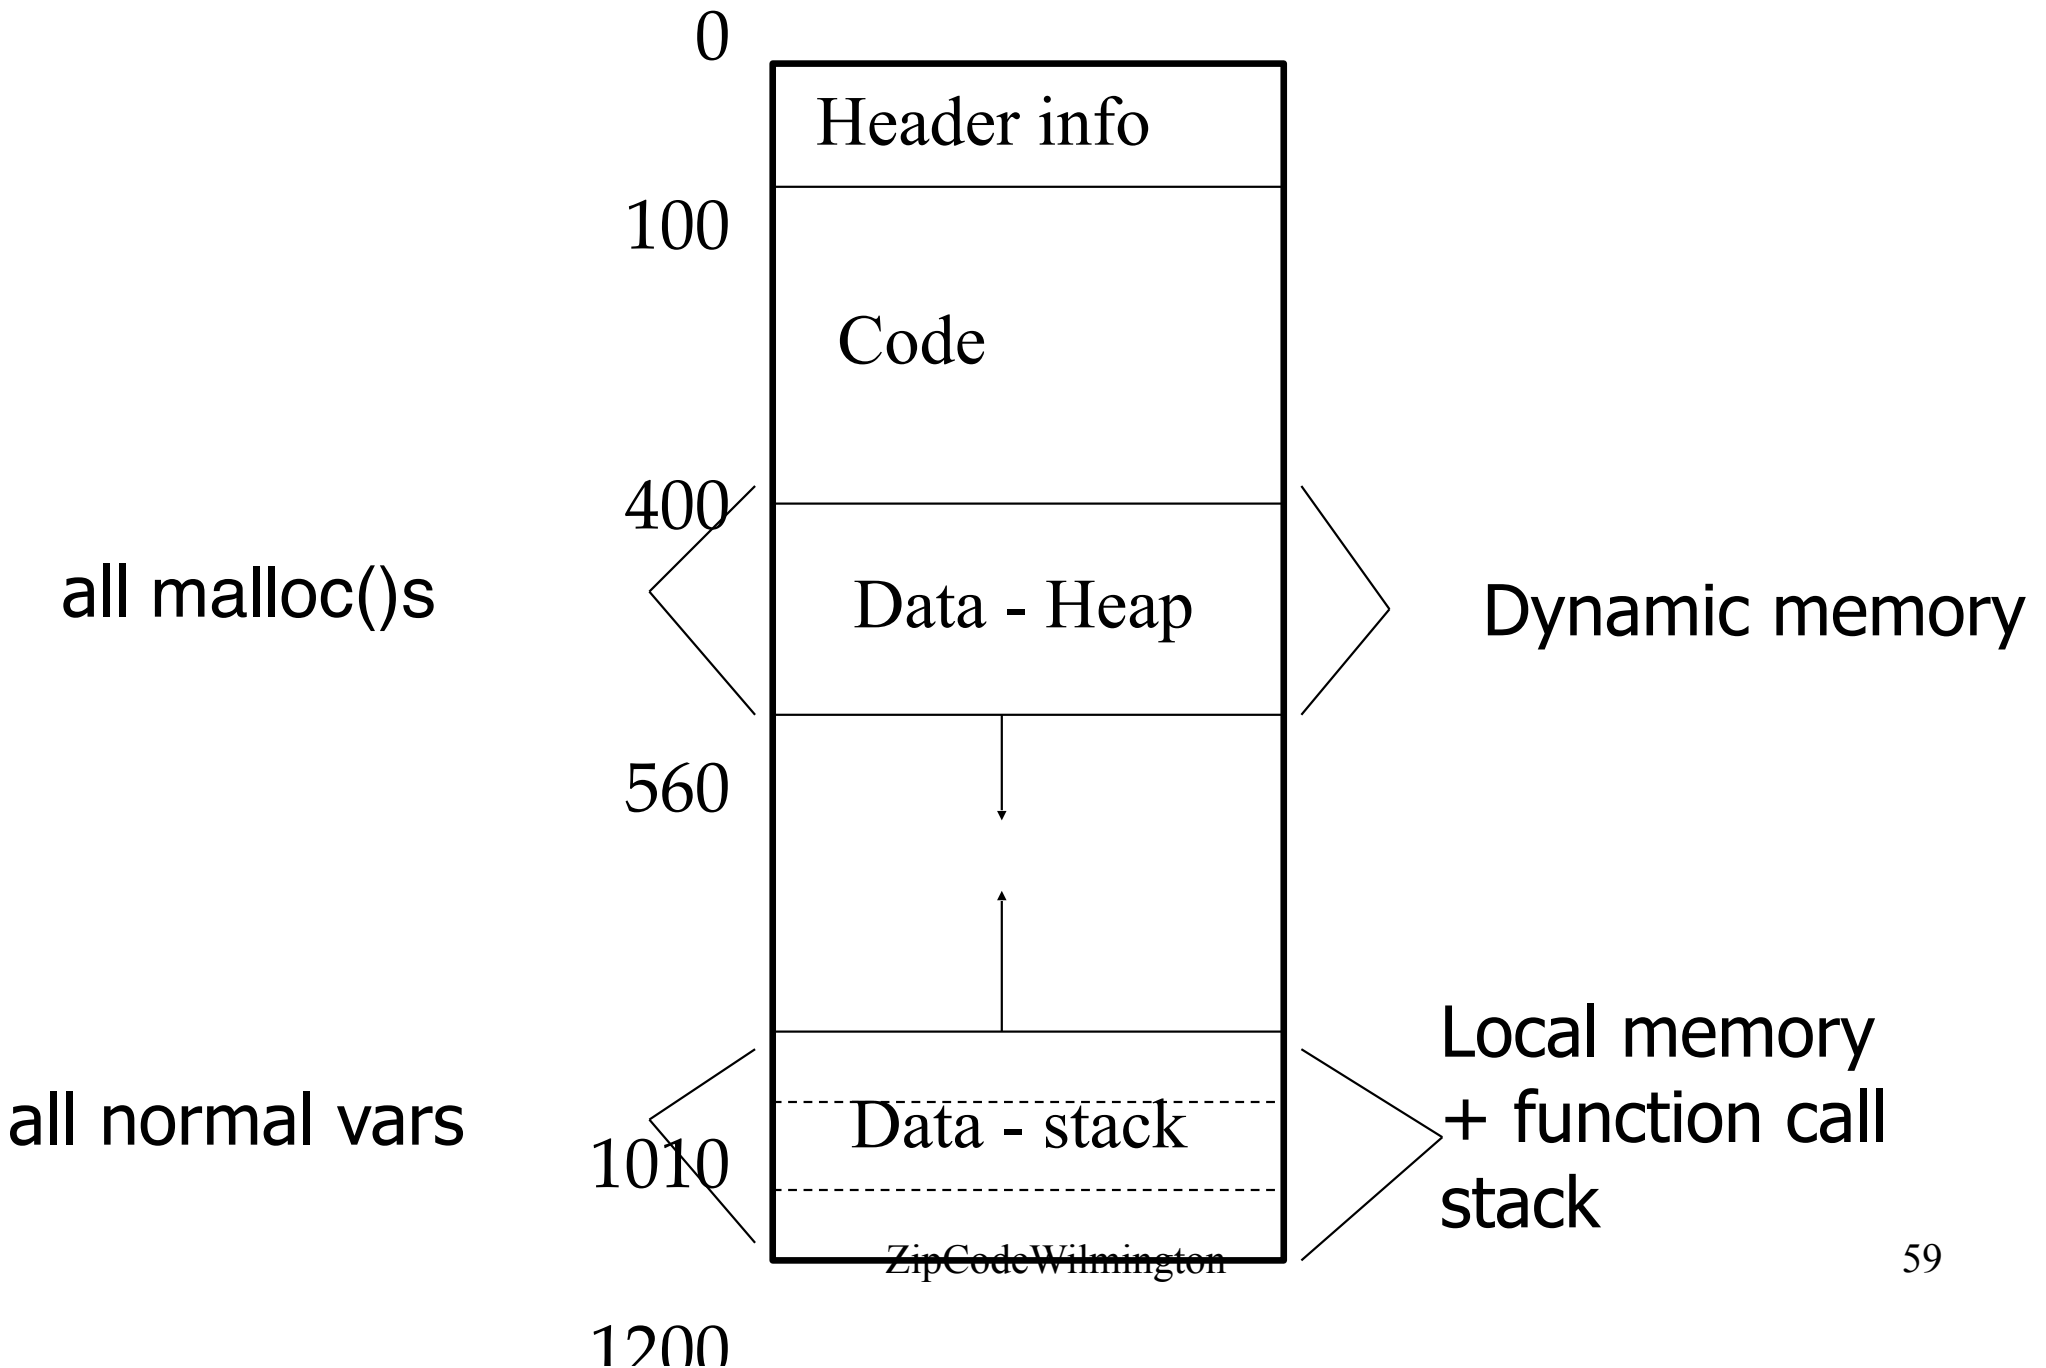 0
Header info
100
Code
400
all malloc()s
Data - Heap
Dynamic memory
560
Local memory
+ function call
stack
all normal vars
Data - stack
1010
ZipCodeWilmington
59
1200